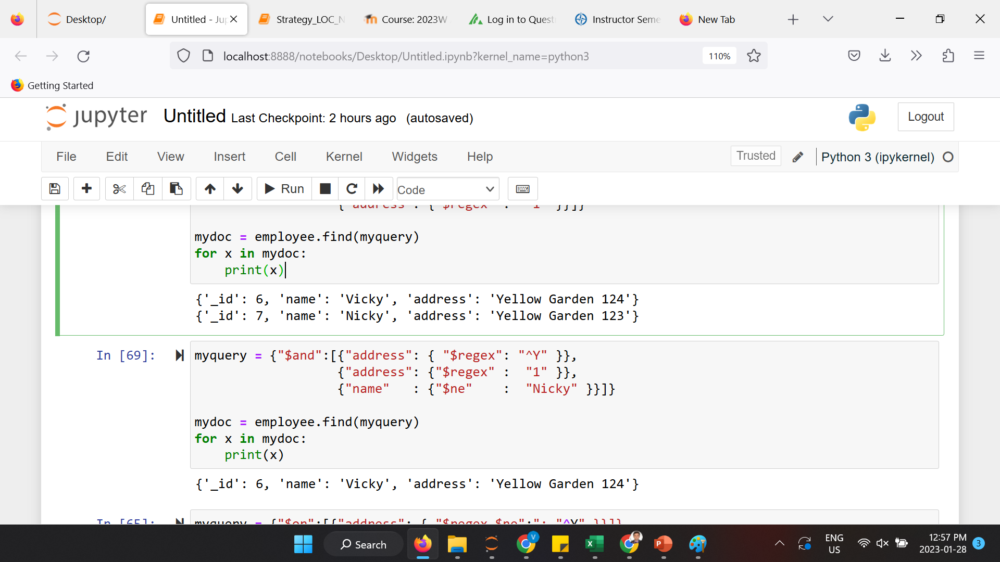 Desktop/
Untitled - Jup
Strategy_LOC_N
Course: 2023W
Log in to Quest
Instructor Seme
New Tab
localhost:8888/notebooks/Desktop/Untitled.ipynb?kernel_name=python3
110%
Getting Started
jupyter Untitled Last Checkpoint: 2 hours ago (autosaved)
Logout
File Edit View Insert Cell Kernel Widgets Help
Trusted
Python 3 (ipykernel)
Run
Code
{"address": {"$regex" : "1" }}]}
mydoc = employee.find(myquery)
for x in mydoc:
    print(x)
{'_id': 6, 'name': 'Vicky', 'address': 'Yellow Garden 124'}
{'_id': 7, 'name': 'Nicky', 'address': 'Yellow Garden 123'}
In [69]:
myquery = {"$and":[{"address": { "$regex": "^Y" }},
                   {"address": {"$regex" :  "1" }},
                   {"name"   : {"$ne"    :  "Nicky" }}]}
mydoc = employee.find(myquery)
for x in mydoc:
    print(x)
{'_id': 6, 'name': 'Vicky', 'address': 'Yellow Garden 124'}
In [65]:
myquery = {"$or":[{"address": { "$regex $ne":": "^Y" }}]}
Search
V
X
P
ENG
US
12:57 PM
2023-01-28
3